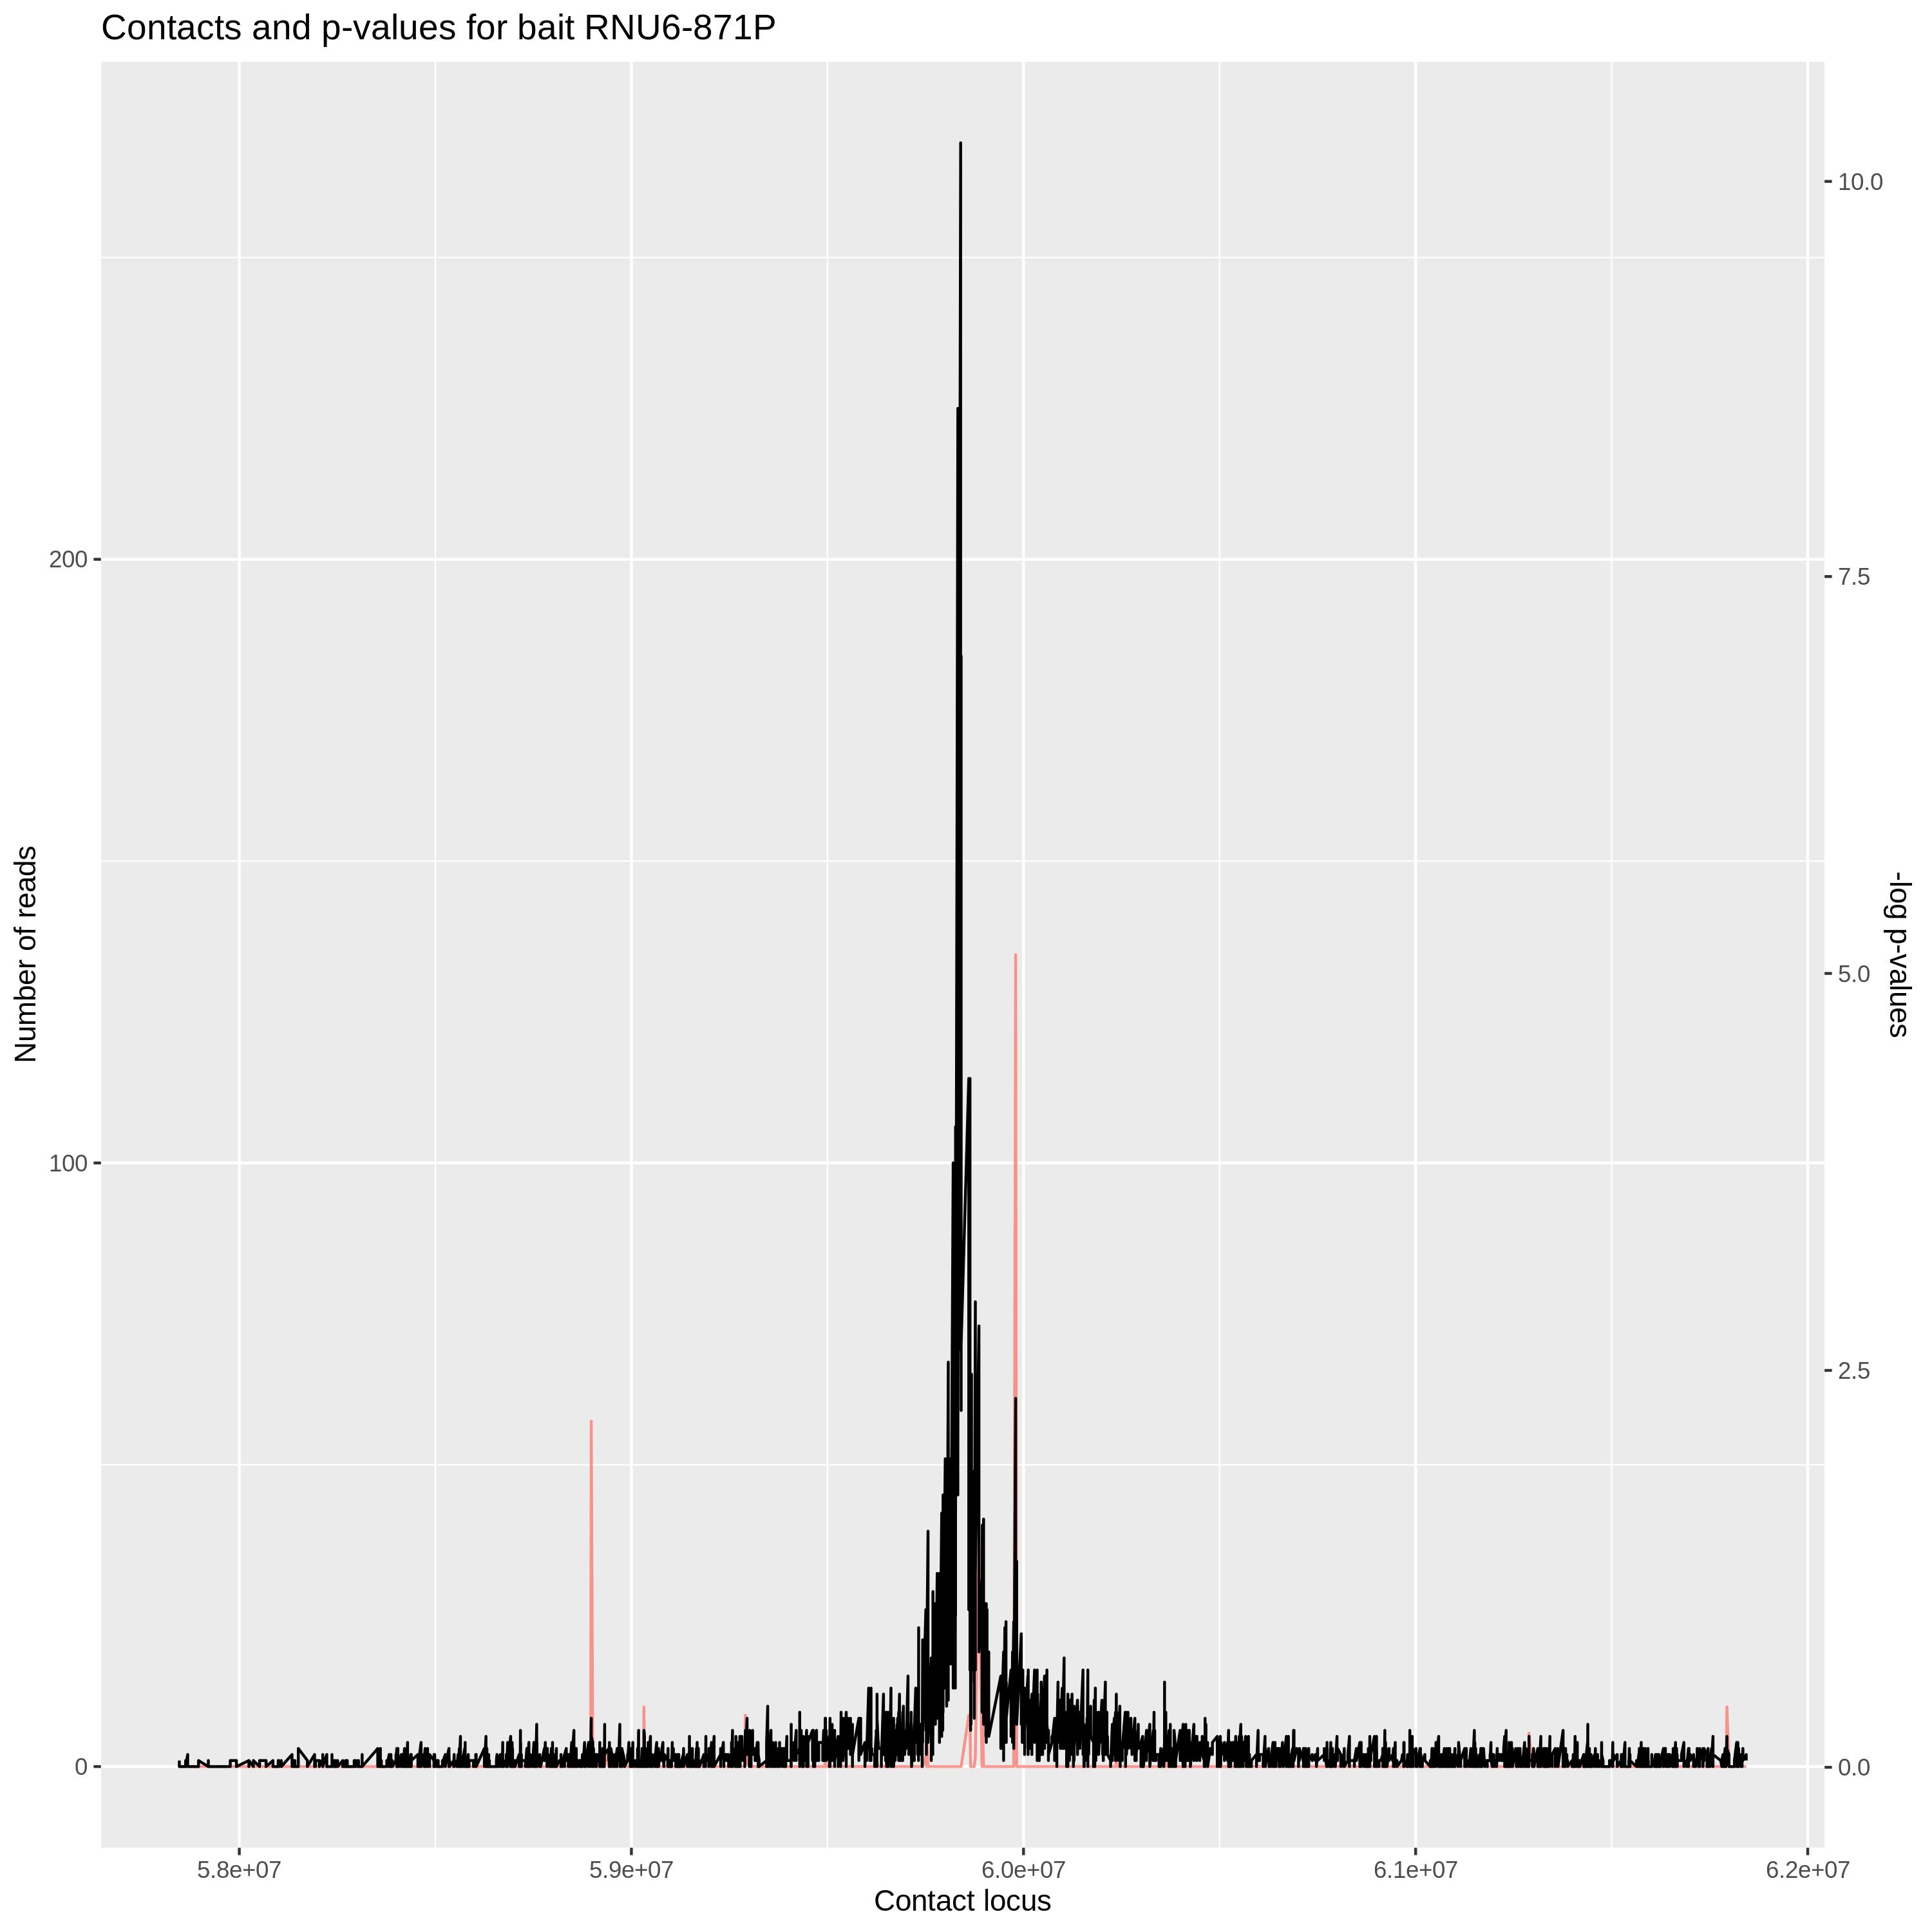 Contacts and p-values for bait RNU6-871P
Number of reads
200
100
0
10.0
7.5
5.0
2.5
0.0
-log p-values
5.8e+07
5.9e+07
6.0e+07
6.1e+07
6.2e+07
Contact locus